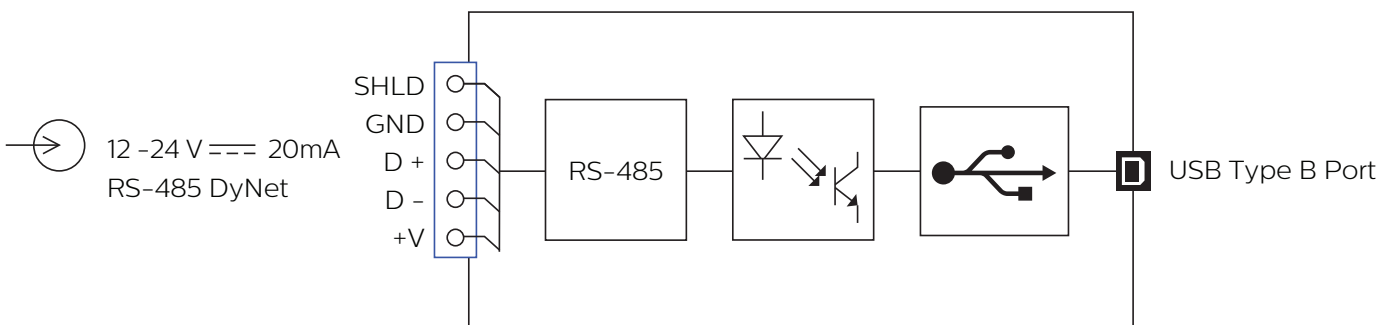 SHLD
GND
D +
D -
+V
12 -24 V ⎓ 20mA
RS-485 DyNet
RS-485
USB Type B Port